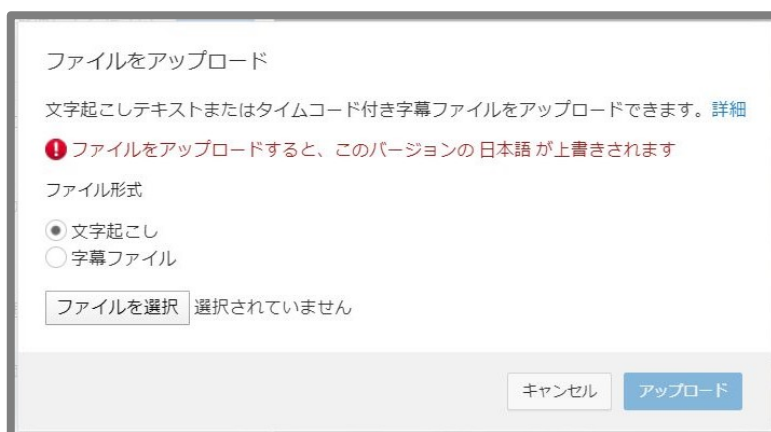 ファイルをアップロード
文字起こしテキストまたはタイムコード付き字幕ファイルをアップロードできます。詳細
ファイルをアップロードすると、このバージョンの 日本語 が上書きされます
ファイル形式
文字起こし
字幕ファイル
ファイルを選択 選択されていません
キャンセル アップロード